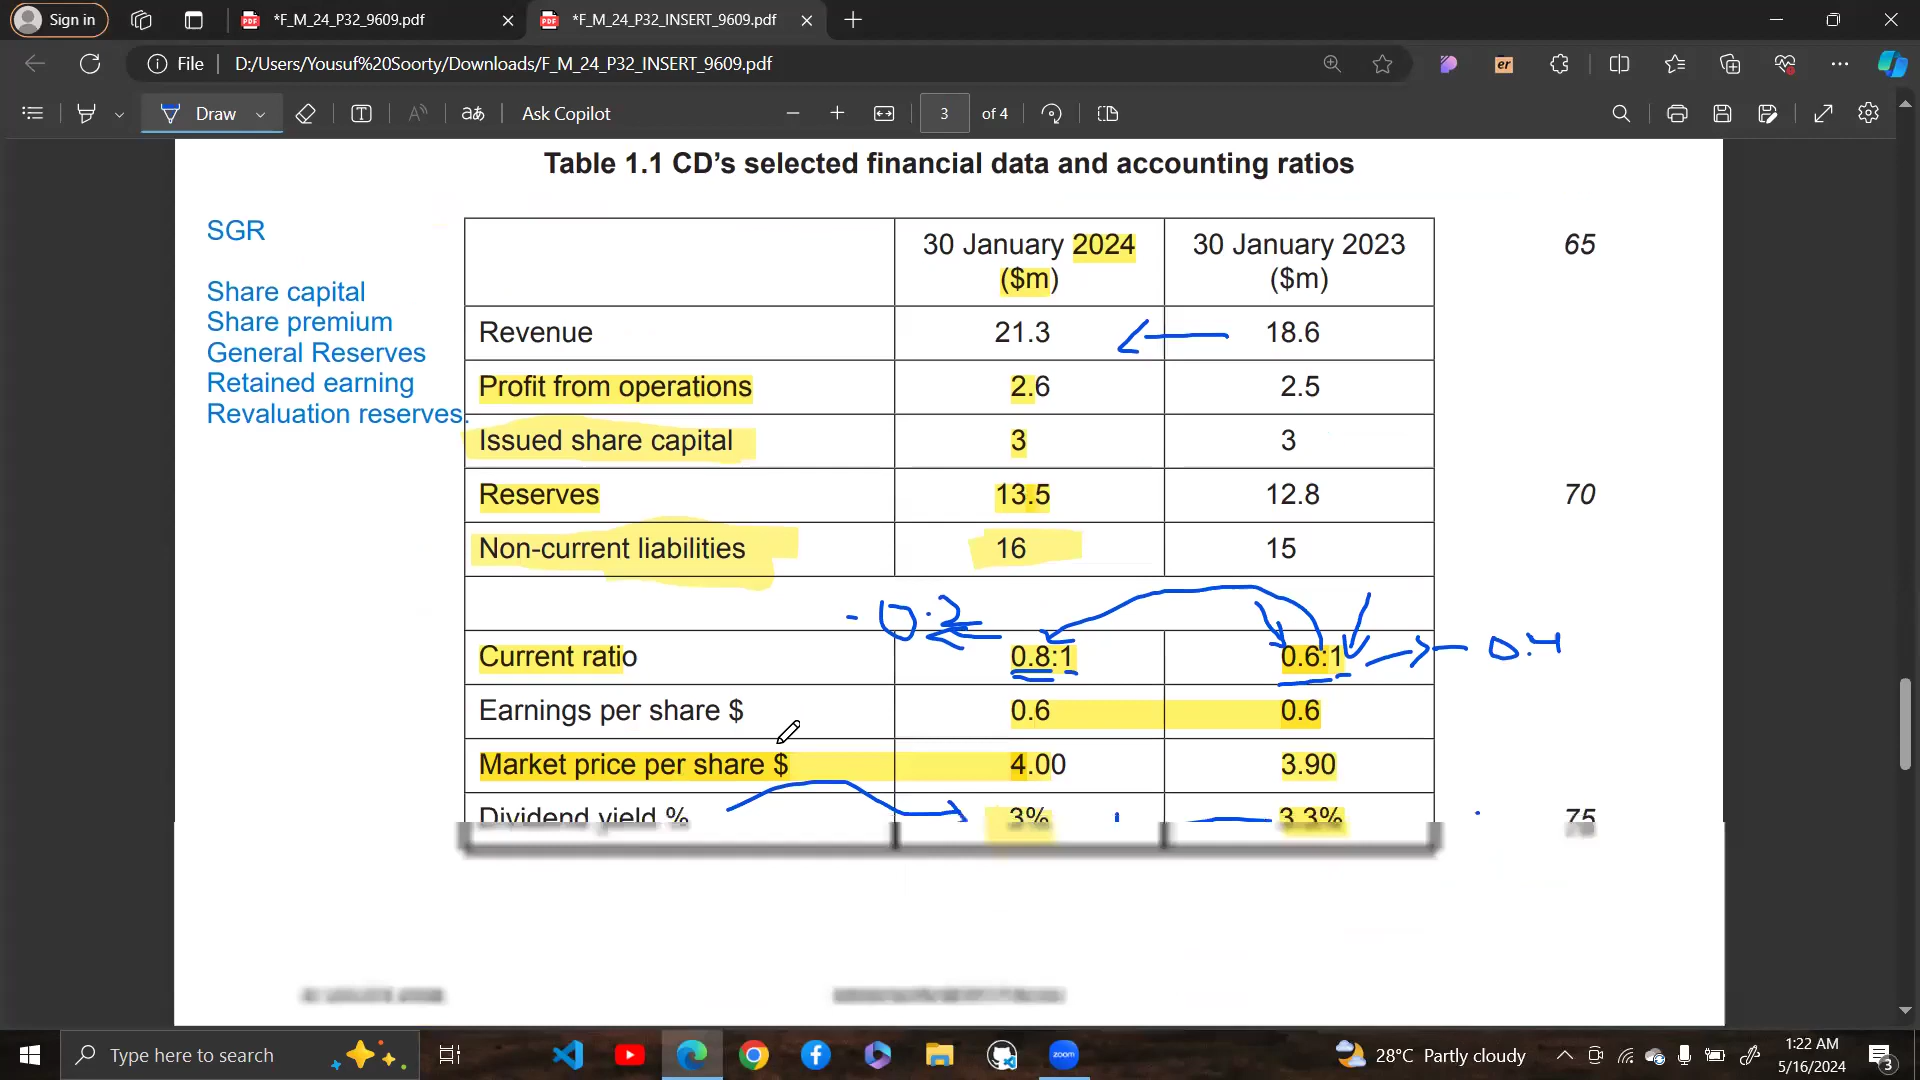 Sign in
*F_M_24_P32_9609.pdf
*F_M_24_P32_INSERT_9609.pdf
File
D:/Users/Yousuf%20Soorty/Downloads/F_M_24_P32_INSERT_9609.pdf
er
Draw
T
aあ
Ask Copilot
3 of 4
Table 1.1 CD's selected financial data and accounting ratios
SGR
Share capital
Share premium
General Reserves
Retained earning
Revaluation reserves.
30 January 2024 ($m)
30 January 2023 ($m)
65
Revenue 21.3 18.6
Profit from operations 2.6 2.5
Issued share capital 3 3
Reserves 13.5 12.8 70
Non-current liabilities 16 15
- 0.2
Current ratio 0.8:1 0.6:1 0.4
Earnings per share $ 0.6 0.6
Market price per share $ 4.00 3.90
Dividend yield % 3% 3.3% 75
Type here to search
zoom
28°C Partly cloudy
1:22 AM
5/16/2024
3